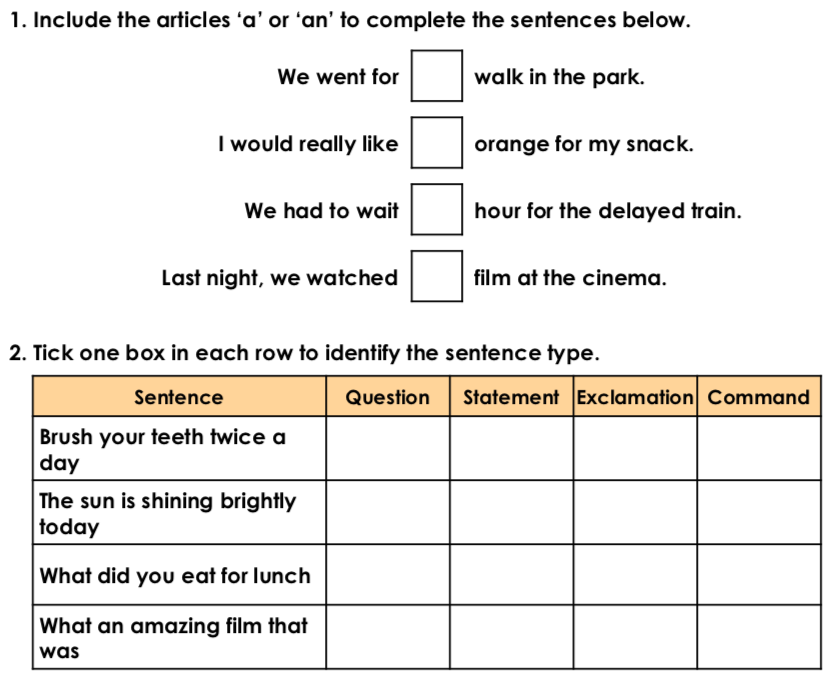 1. Include the articles ‘a’ or ‘an’ to complete the sentences below.
We went for walk in the park.
I would really like orange for my snack.
We had to wait hour for the delayed train.
Last night, we watched film at the cinema.
2. Tick one box in each row to identify the sentence type.
Sentence Question Statement Exclamation Command
Brush your teeth twice a
day
The sun is shining brightly
today
What did you eat for lunch
What an amazing film that
was